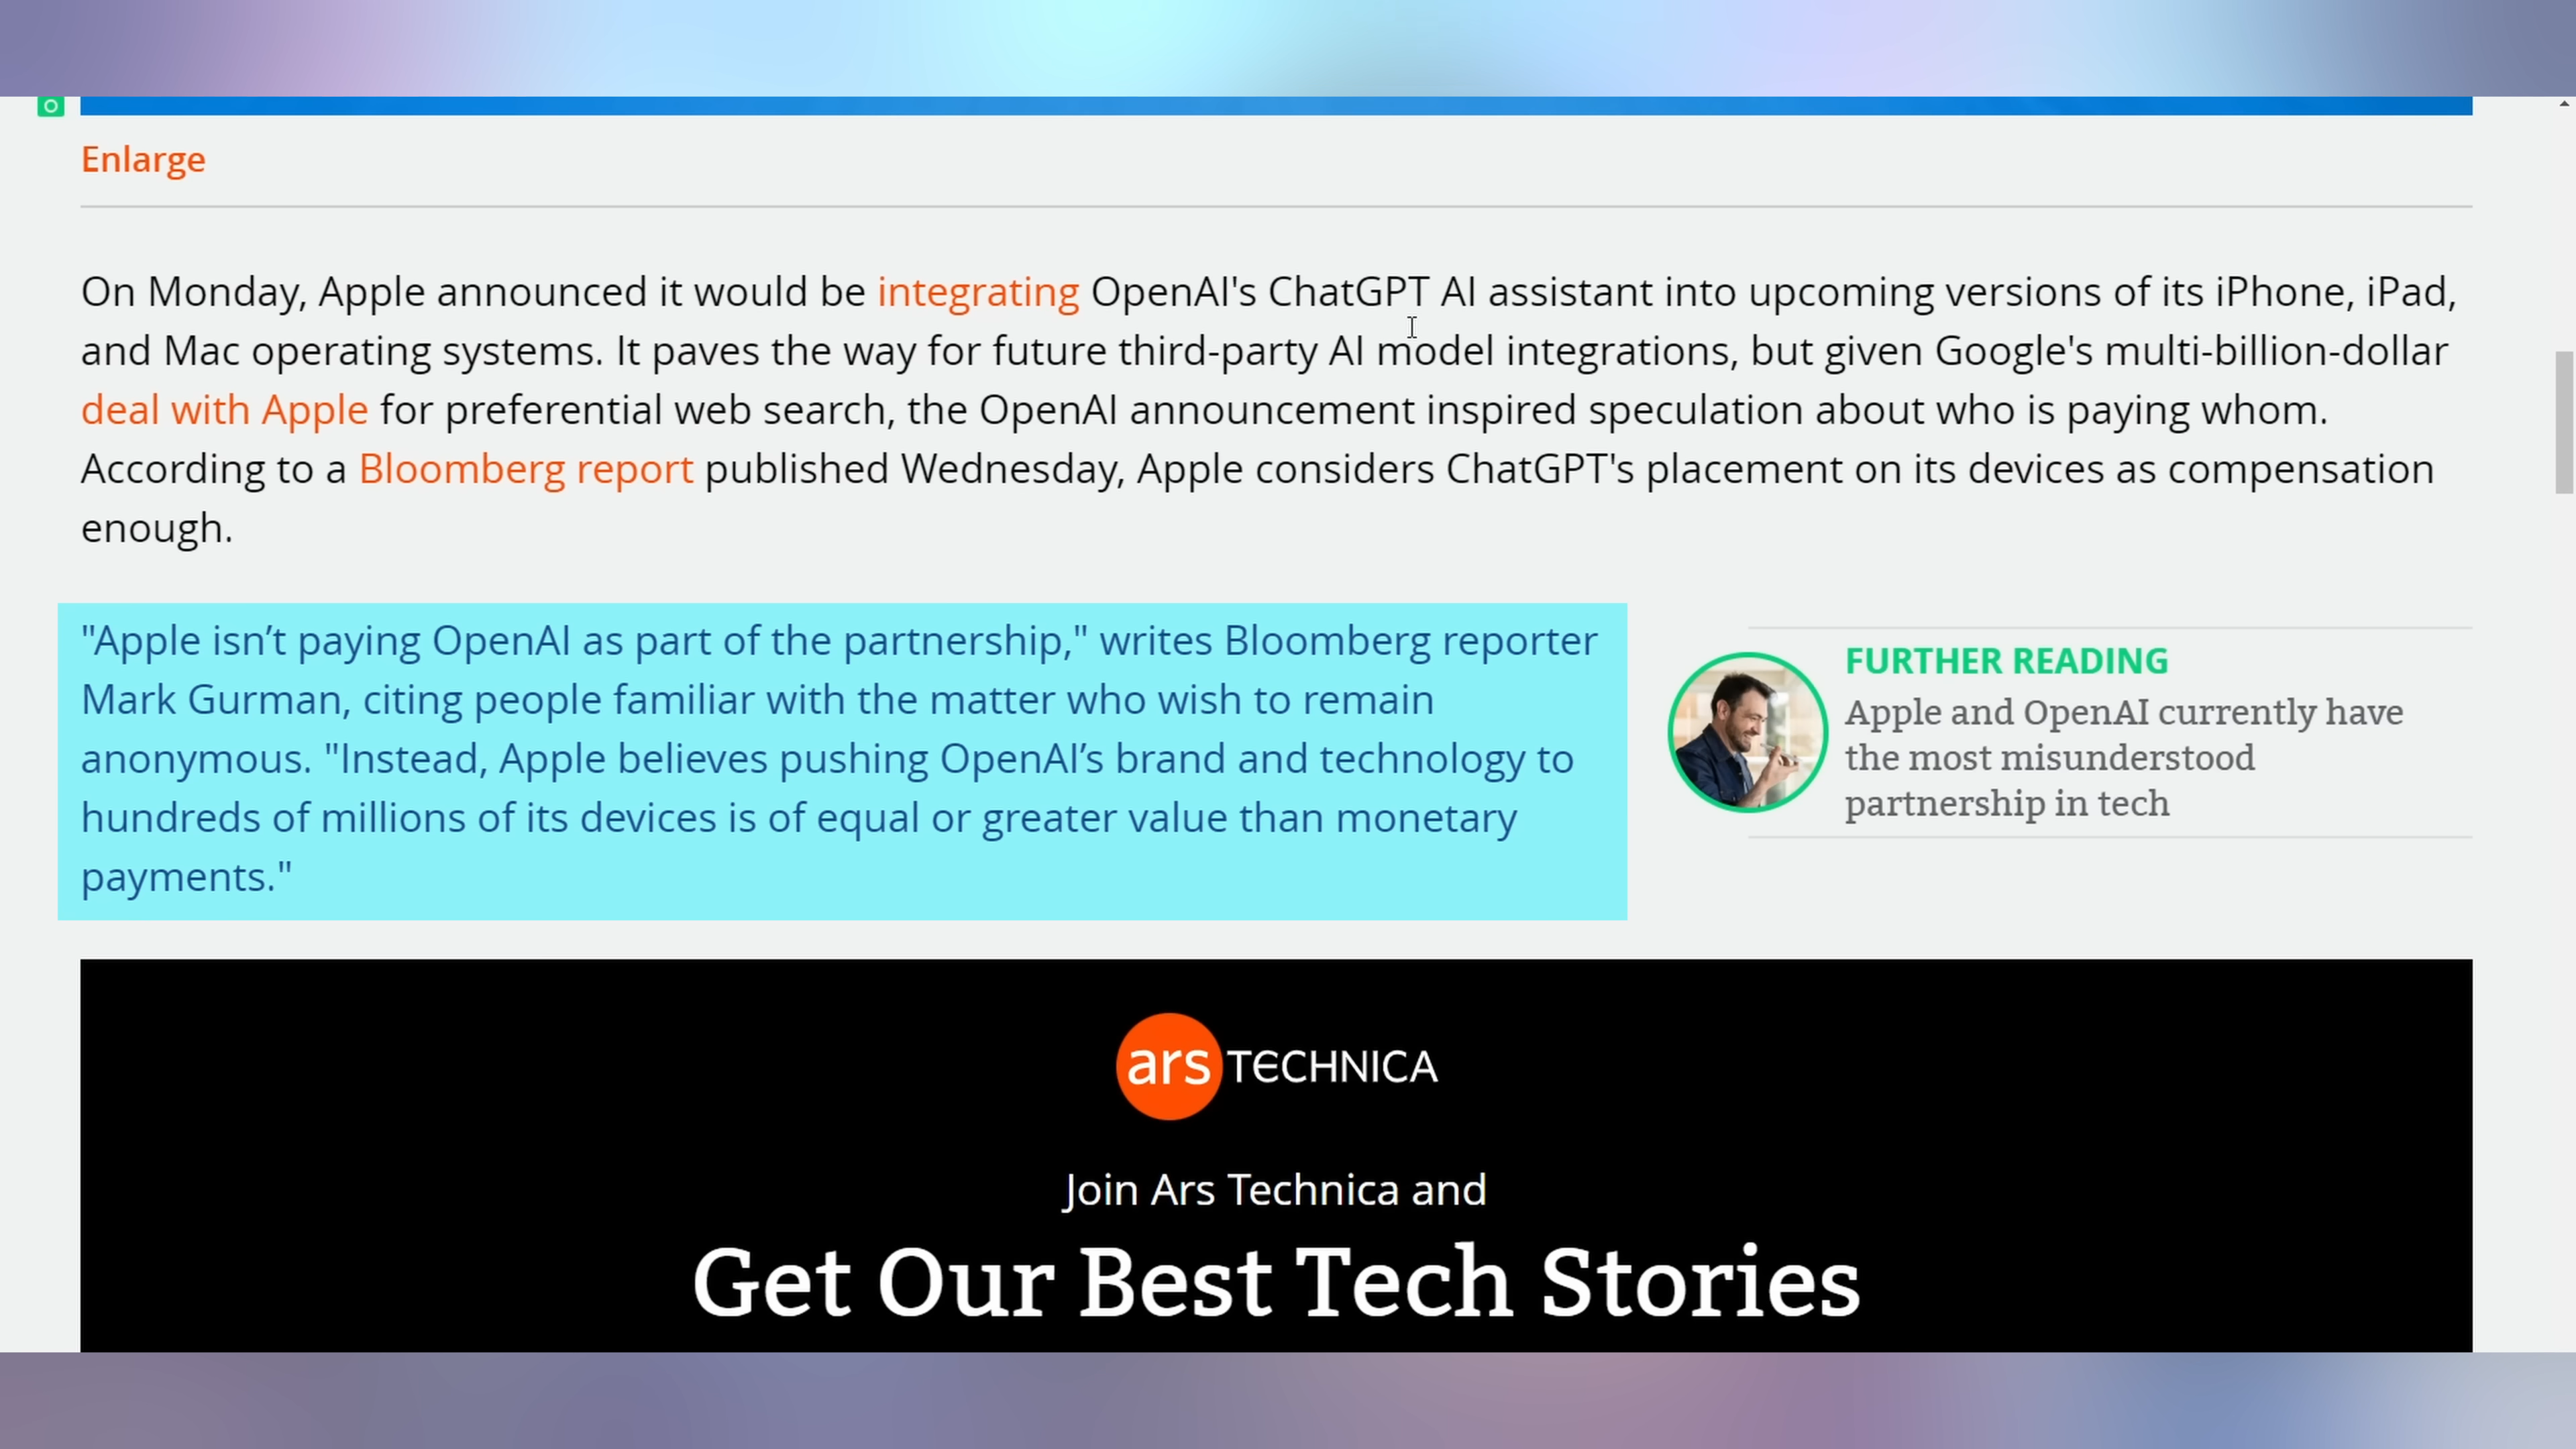 Enlarge
On Monday, Apple announced it would be integrating OpenAI's ChatGPT AI assistant into upcoming versions of its iPhone, iPad,
and Mac operating systems. It paves the way for future third-party AI model integrations, but given Google's multi-billion-dollar
deal with Apple for preferential web search, the OpenAI announcement inspired speculation about who is paying whom.
According to a Bloomberg report published Wednesday, Apple considers ChatGPT's placement on its devices as compensation
enough.
"Apple isn’t paying OpenAI as part of the partnership," writes Bloomberg reporter
Mark Gurman, citing people familiar with the matter who wish to remain
anonymous. "Instead, Apple believes pushing OpenAI’s brand and technology to
hundreds of millions of its devices is of equal or greater value than monetary
payments."
FURTHER READING
Apple and OpenAI currently have
the most misunderstood
partnership in tech
ars TECHNICA
Join Ars Technica and
Get Our Best Tech Stories